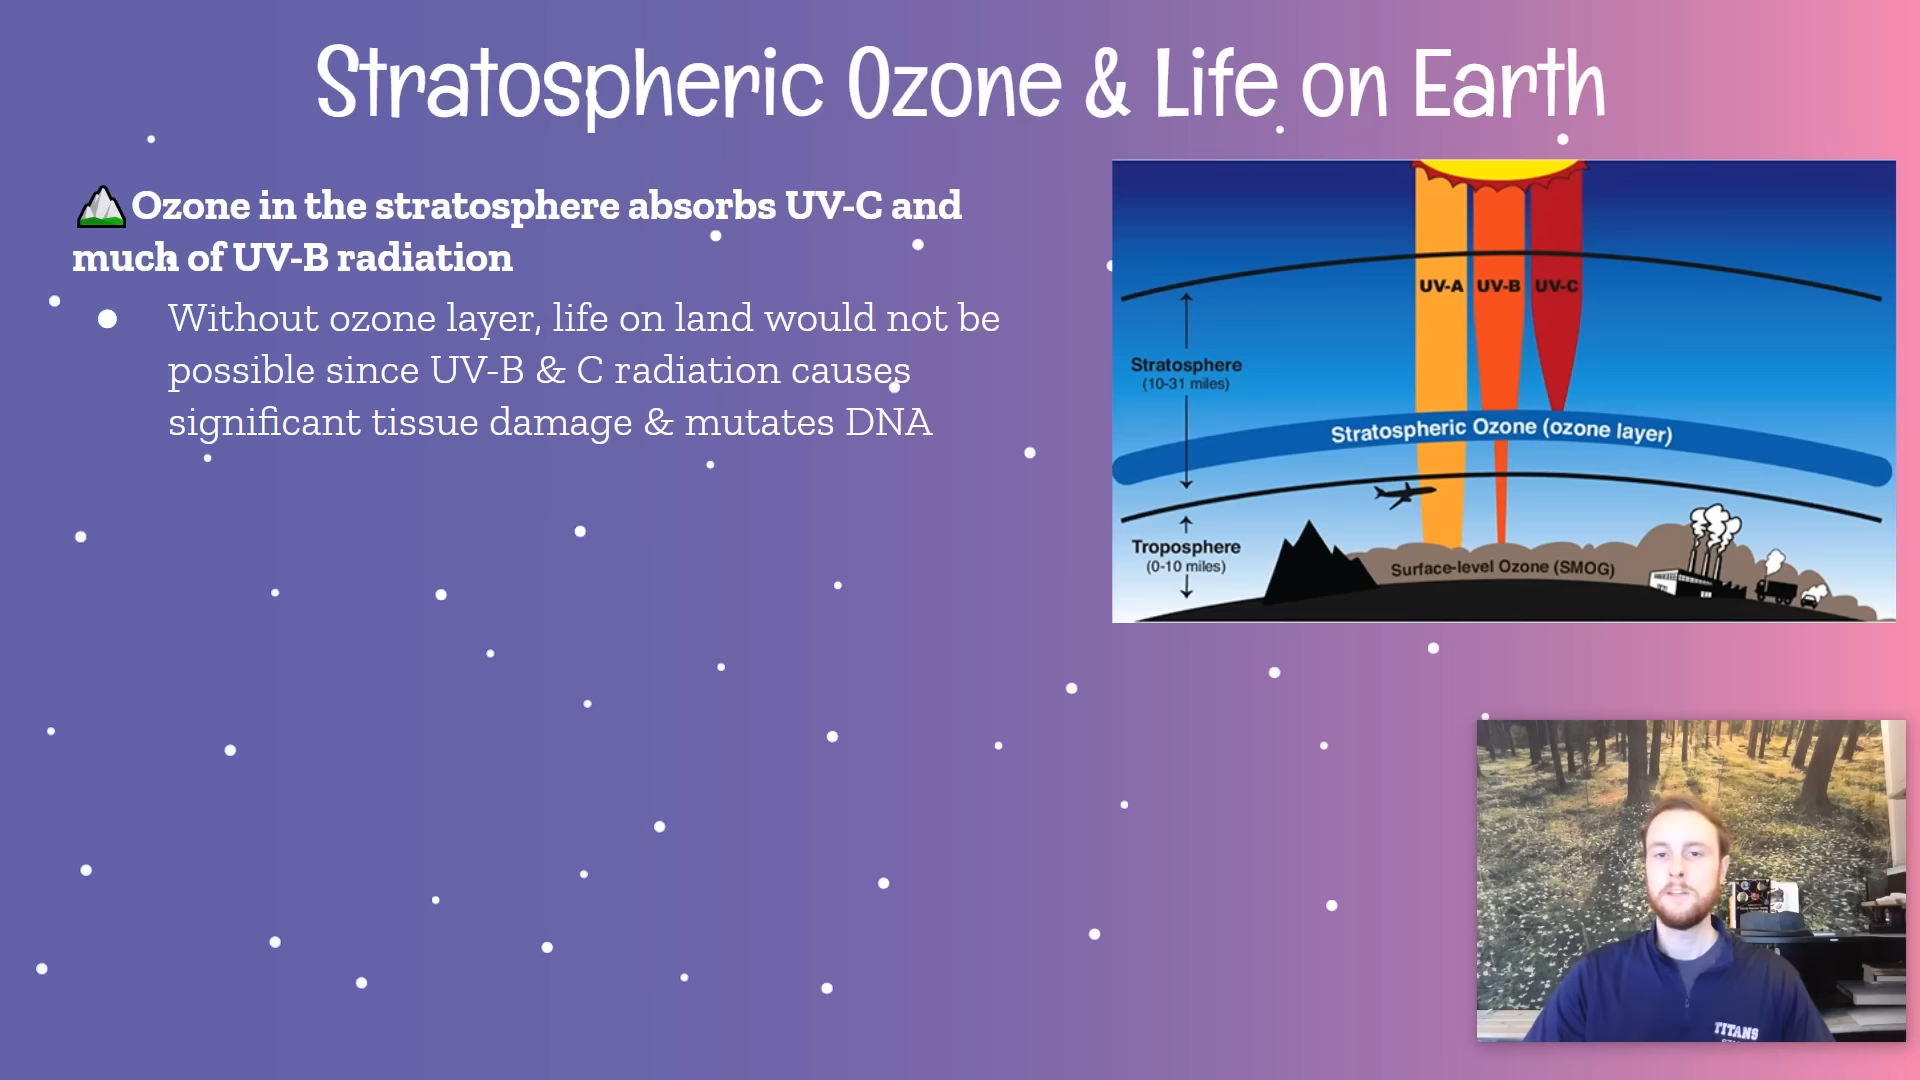 Stratospheric Ozone & Life on Earth
Ozone in the stratosphere absorbs UV-C and
much of UV-B radiation
● Without ozone layer, life on land would not be
possible since UV-B & C radiation causes
significant tissue damage & mutates DNA
UV-A UV-B UV-C
Stratosphere
(10-31 miles)
Stratospheric Ozone (ozone layer)
Troposphere
(0-10 miles)
Surface-level Ozone (SMOG)
TITANS